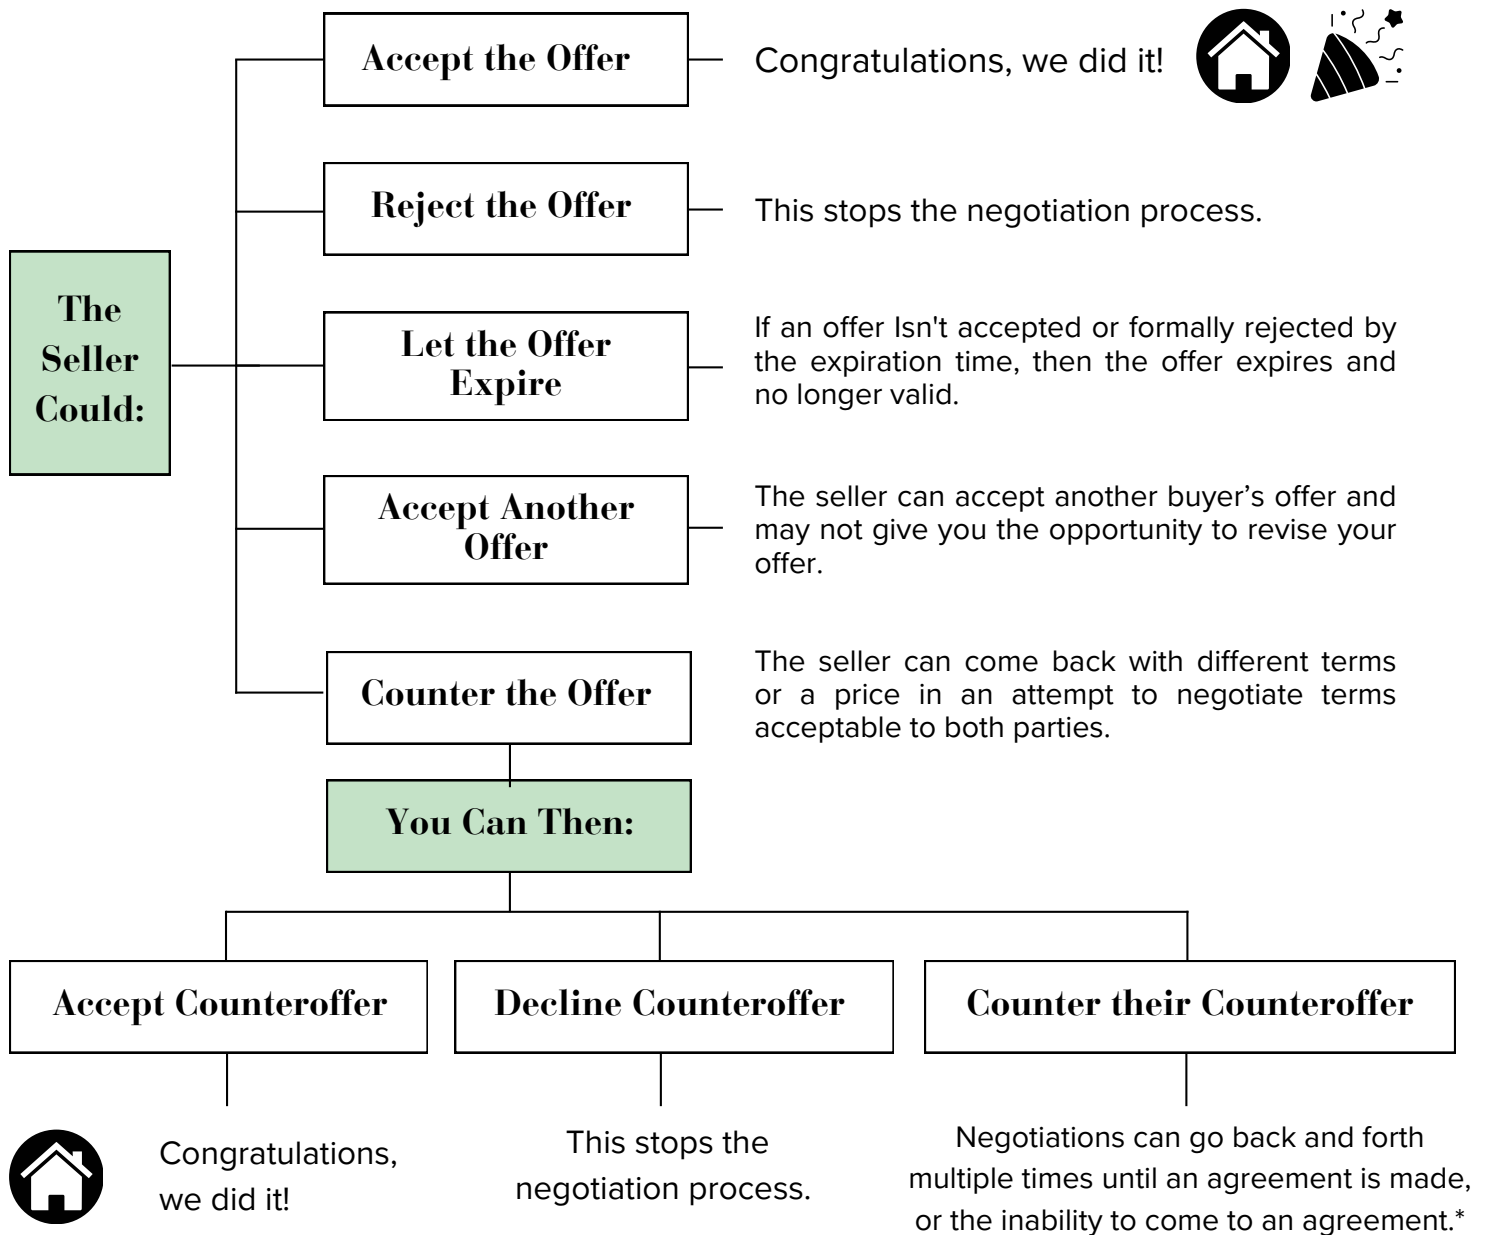 Accept the Offer
Congratulations, we did it!
Reject the Offer
This stops the negotiation process.
The
Seller
Could:
Let the Offer
Expire
If an offer Isn't accepted or formally rejected by
the expiration time, then the offer expires and
no longer valid.
Accept Another
Offer
The seller can accept another buyer’s offer and
may not give you the opportunity to revise your
offer.
Counter the Offer
The seller can come back with different terms
or a price in an attempt to negotiate terms
acceptable to both parties.
You Can Then:
Accept Counteroffer
Decline Counteroffer
Counter their Counteroffer
Congratulations,
we did it!
This stops the
negotiation process.
Negotiations can go back and forth
multiple times until an agreement is made,
or the inability to come to an agreement.*